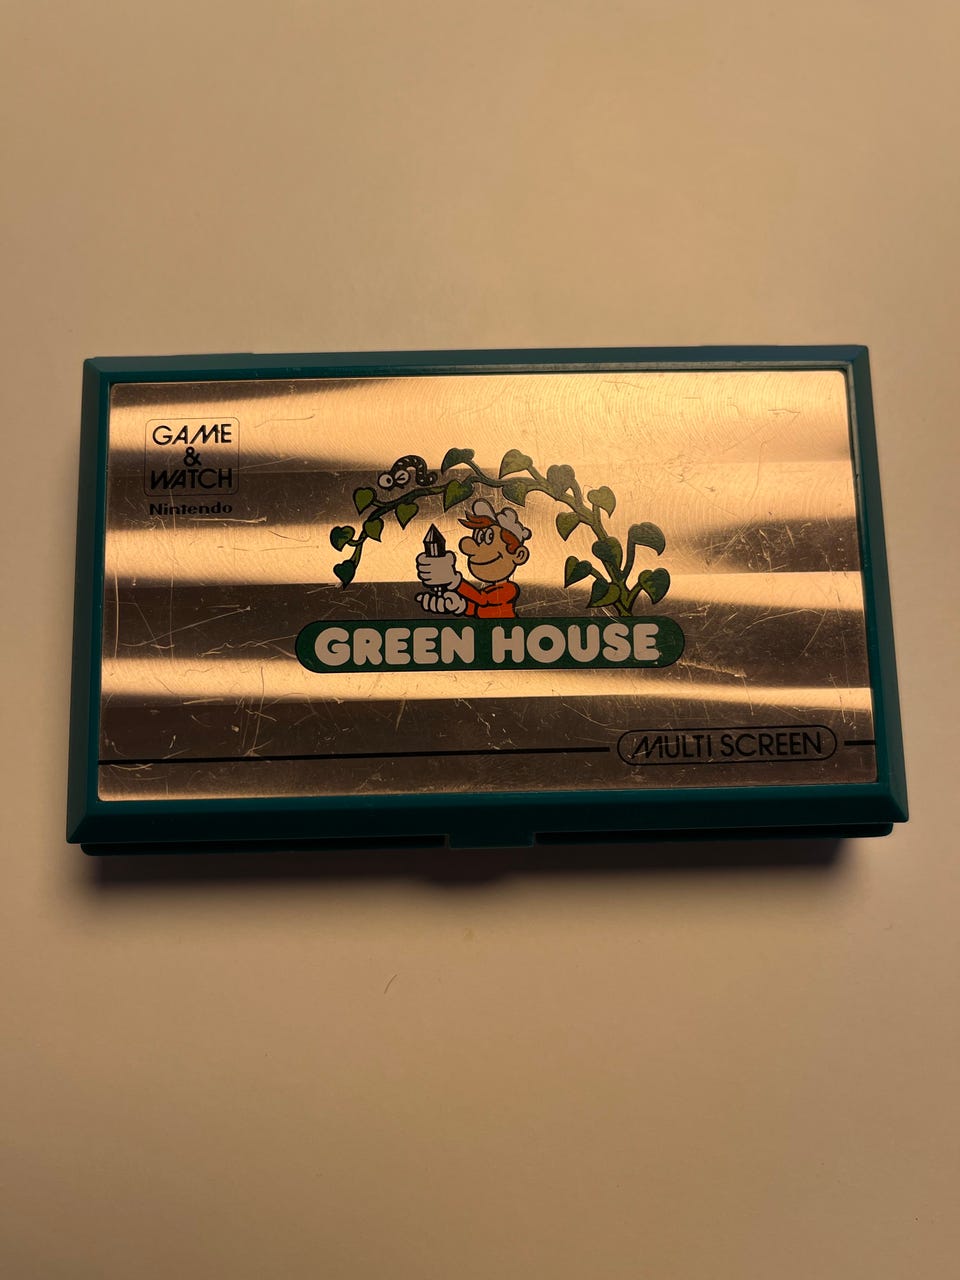 GAME
&
WATCH
Nintendo
GREEN HOUSE
MULTI SCREEN